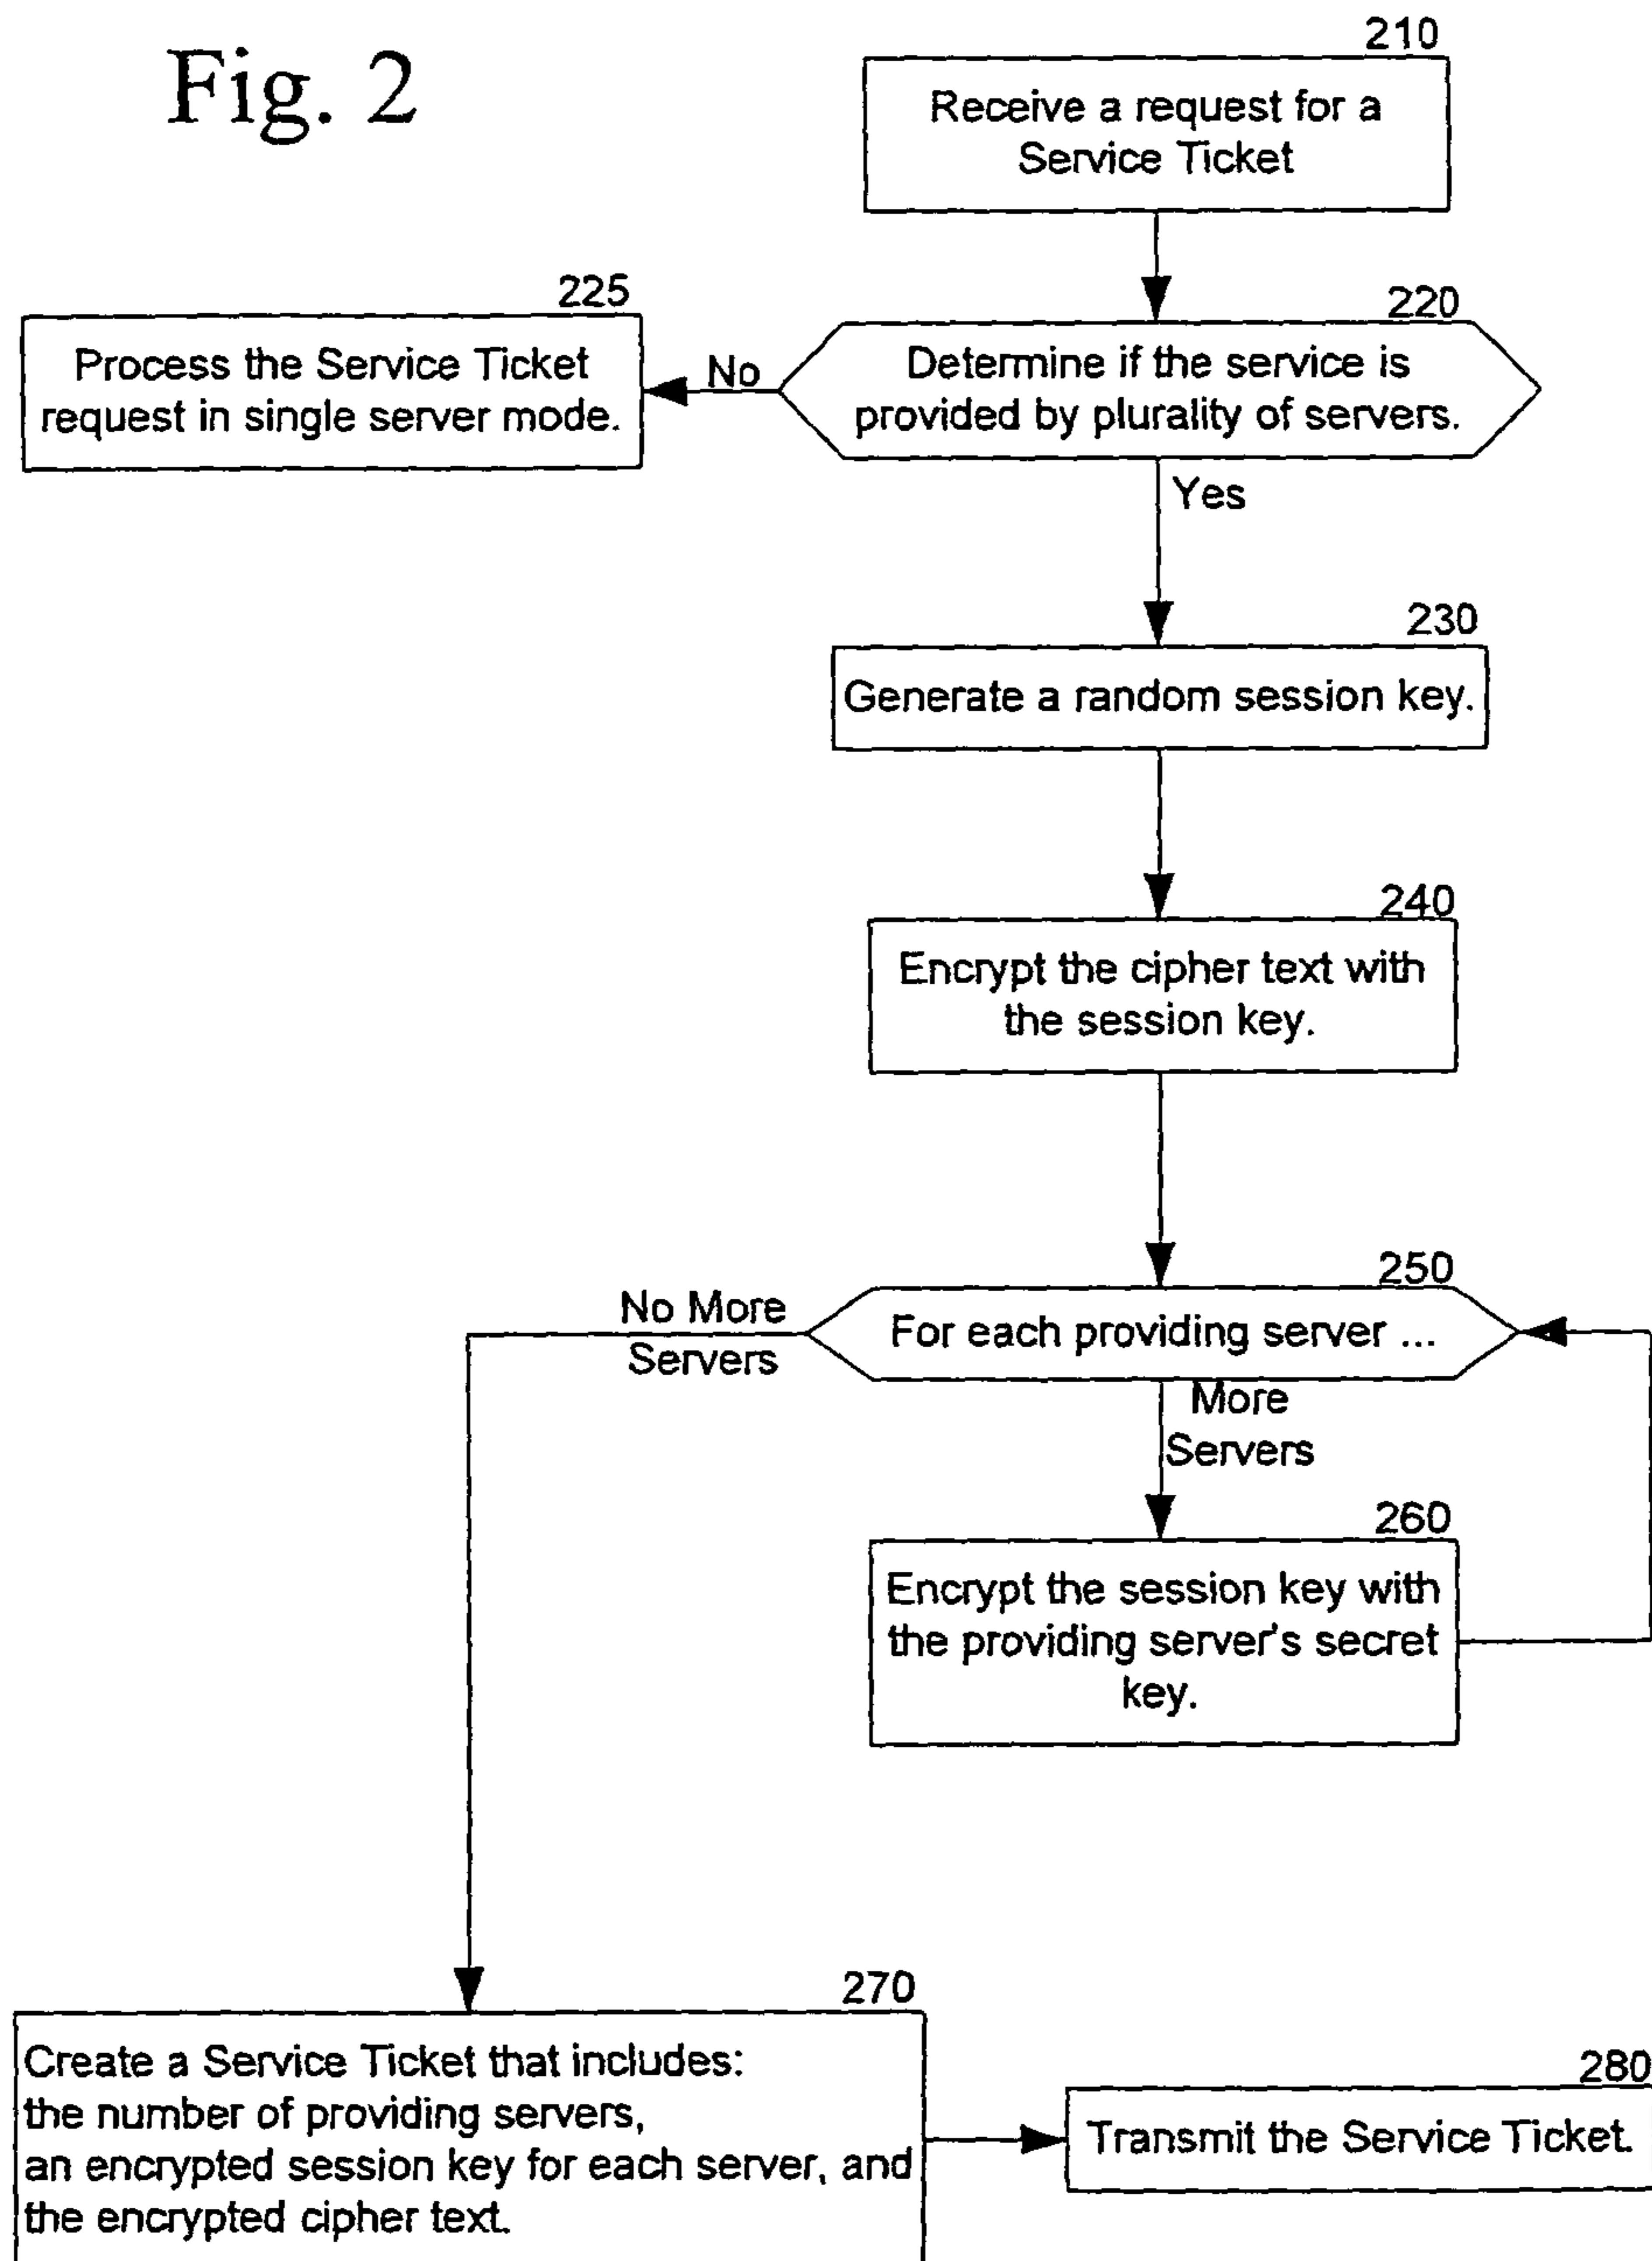 Fig. 2
210
Receive a request for a
Service Ticket
225
Process the Service Ticket
request in single server mode.
No
220
Determine if the service is
provided by plurality of servers.
Yes
230
Generate a random session key.
240
Encrypt the cipher text with
the session key.
250
For each providing server ...
No More
Servers
More
Servers
260
Encrypt the session key with
the providing server's secret
key.
270
Create a Service Ticket that includes:
the number of providing servers,
an encrypted session key for each server, and
the encrypted cipher text.
280
Transmit the Service Ticket.